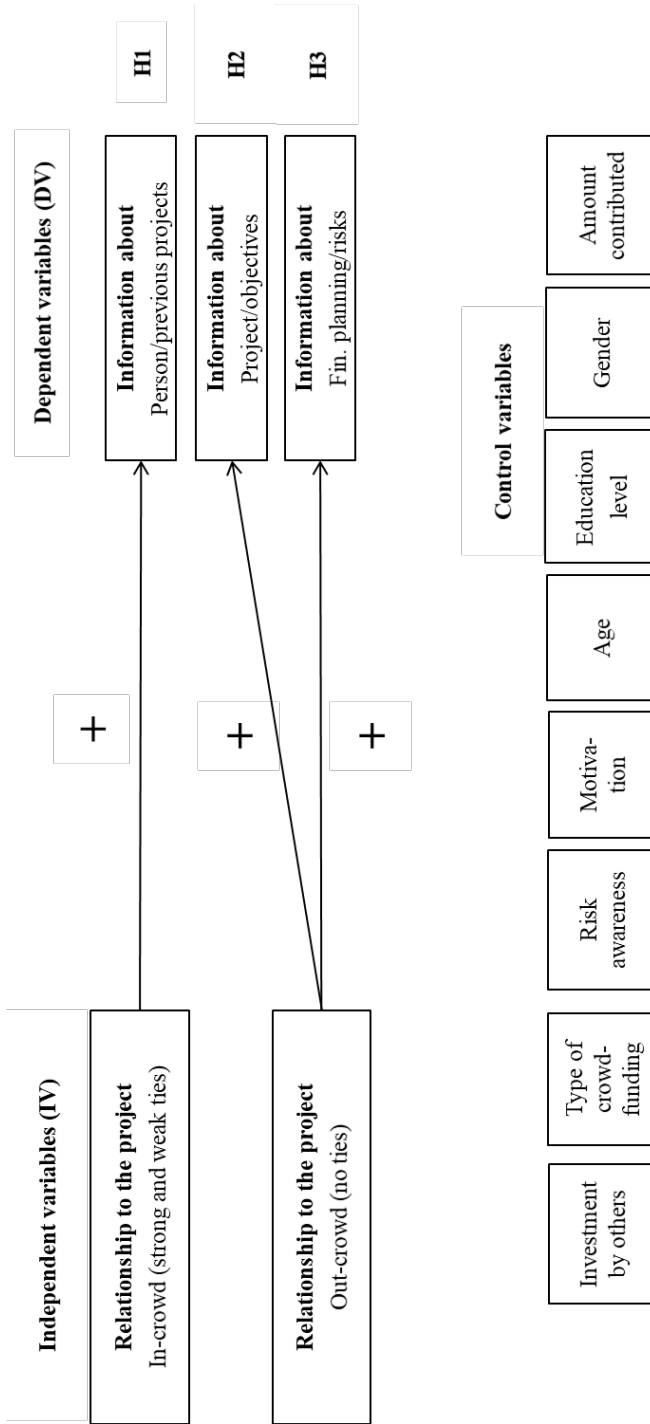 Independent variables (IV)
Dependent variables (DV)
Relationship to the project
In-crowd (strong and weak ties)
+
Information about
Person/previous projects
H1
+
Information about
Project/objectives
H2
Relationship to the project
Out-crowd (no ties)
+
Information about
Fin. planning/risks
H3
Control variables
Investment
by others
Type of
crowd-
funding
Risk
awareness
Motiva-
tion
Age
Education
level
Gender
Amount
contributed